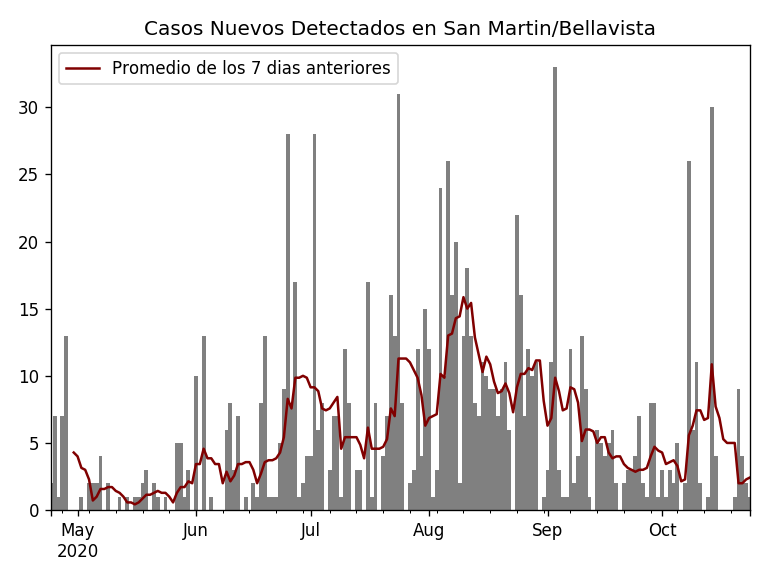 Casos Nuevos Detectados en San Martin/Bellavista
Promedio de los 7 dias anteriores
30
25
20
15
10
5
0
May Jun Jul Aug Sep Oct
2020